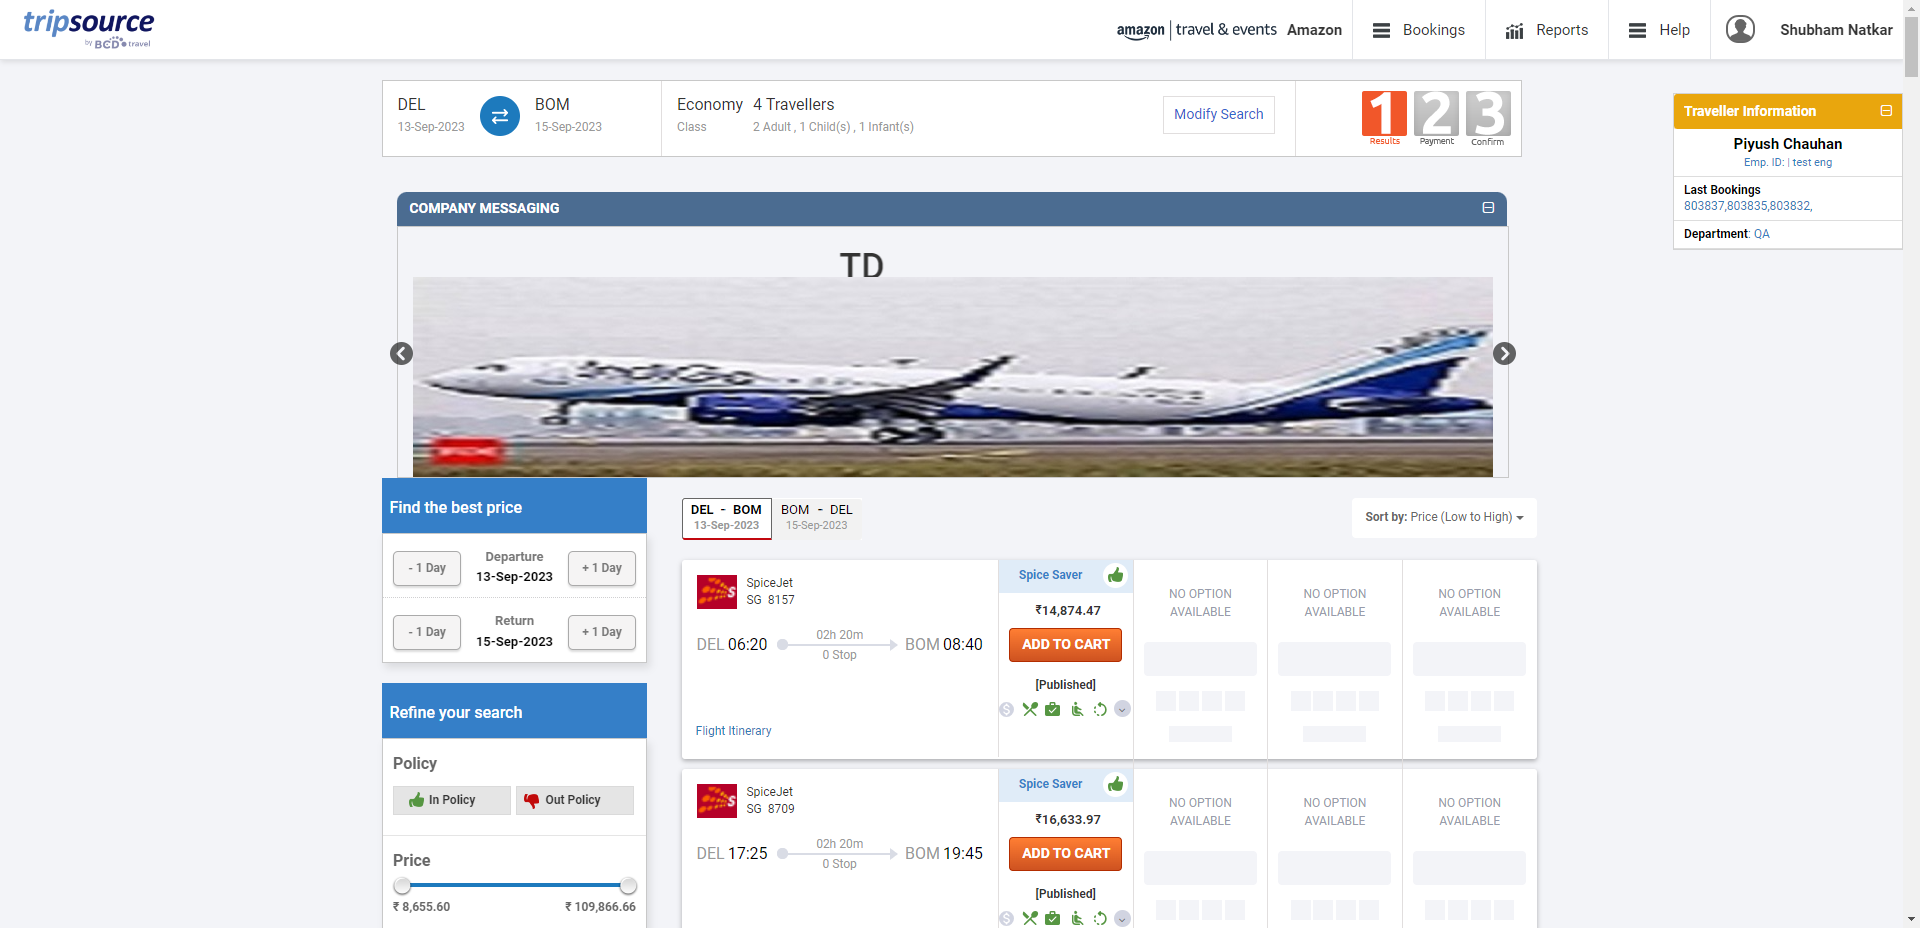 tripsource
by BCD travel
amazon | travel & events Amazon
Bookings
Reports
Help
Shubham Natkar
DEL
13-Sep-2023
BOM
15-Sep-2023
Economy 4 Travellers
Class 2 Adult , 1 Child(s) , 1 Infant(s)
Modify Search
1 2 3
Results Payment Confirm
Traveller Information
Piyush Chauhan
Emp. ID: | test eng
Last Bookings
803837,803835,803832,
Department: QA
COMPANY MESSAGING
TD
IndiGo
Find the best price
- 1 Day
Departure
13-Sep-2023
+ 1 Day
- 1 Day
Return
15-Sep-2023
+ 1 Day
Refine your search
Policy
In Policy
Out Policy
Price
₹ 8,655.60
₹ 109,866.66
DEL - BOM
13-Sep-2023
BOM - DEL
15-Sep-2023
Sort by: Price (Low to High)
SpiceJet
SG 8157
DEL 06:20
02h 20m
0 Stop
BOM 08:40
Flight Itinerary
Spice Saver
₹14,874.47
ADD TO CART
[Published]
NO OPTION
AVAILABLE
NO OPTION
AVAILABLE
NO OPTION
AVAILABLE
SpiceJet
SG 8709
DEL 17:25
02h 20m
0 Stop
BOM 19:45
Spice Saver
₹16,633.97
ADD TO CART
[Published]
NO OPTION
AVAILABLE
NO OPTION
AVAILABLE
NO OPTION
AVAILABLE